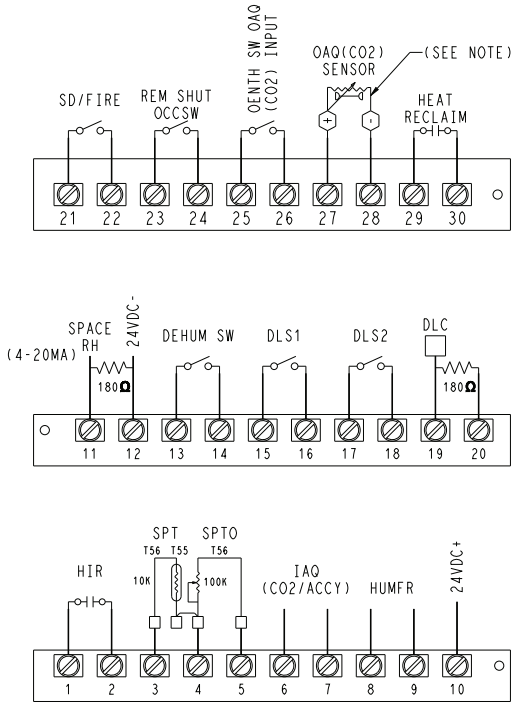 OENTH SW OAQ
(CO2) INPUT
OAQ(CO2)
SENSOR
(SEE NOTE)
SD/FIRE
REM SHUT
OCCSW
HEAT
RECLAIM
+ -
21 22 23 24 25 26 27 28 29 30
24VDC-
SPACE
RH
(4-20MA)
180Ω
DEHUM SW
DLS1
DLS2
DLC
180Ω
11 12 13 14 15 16 17 18 19 20
SPT SPTO
T56 T55 T56
10K
100K
HIR
IAQ
(CO2/ACCY)
HUMFR
24VDC+
1 2 3 4 5 6 7 8 9 10